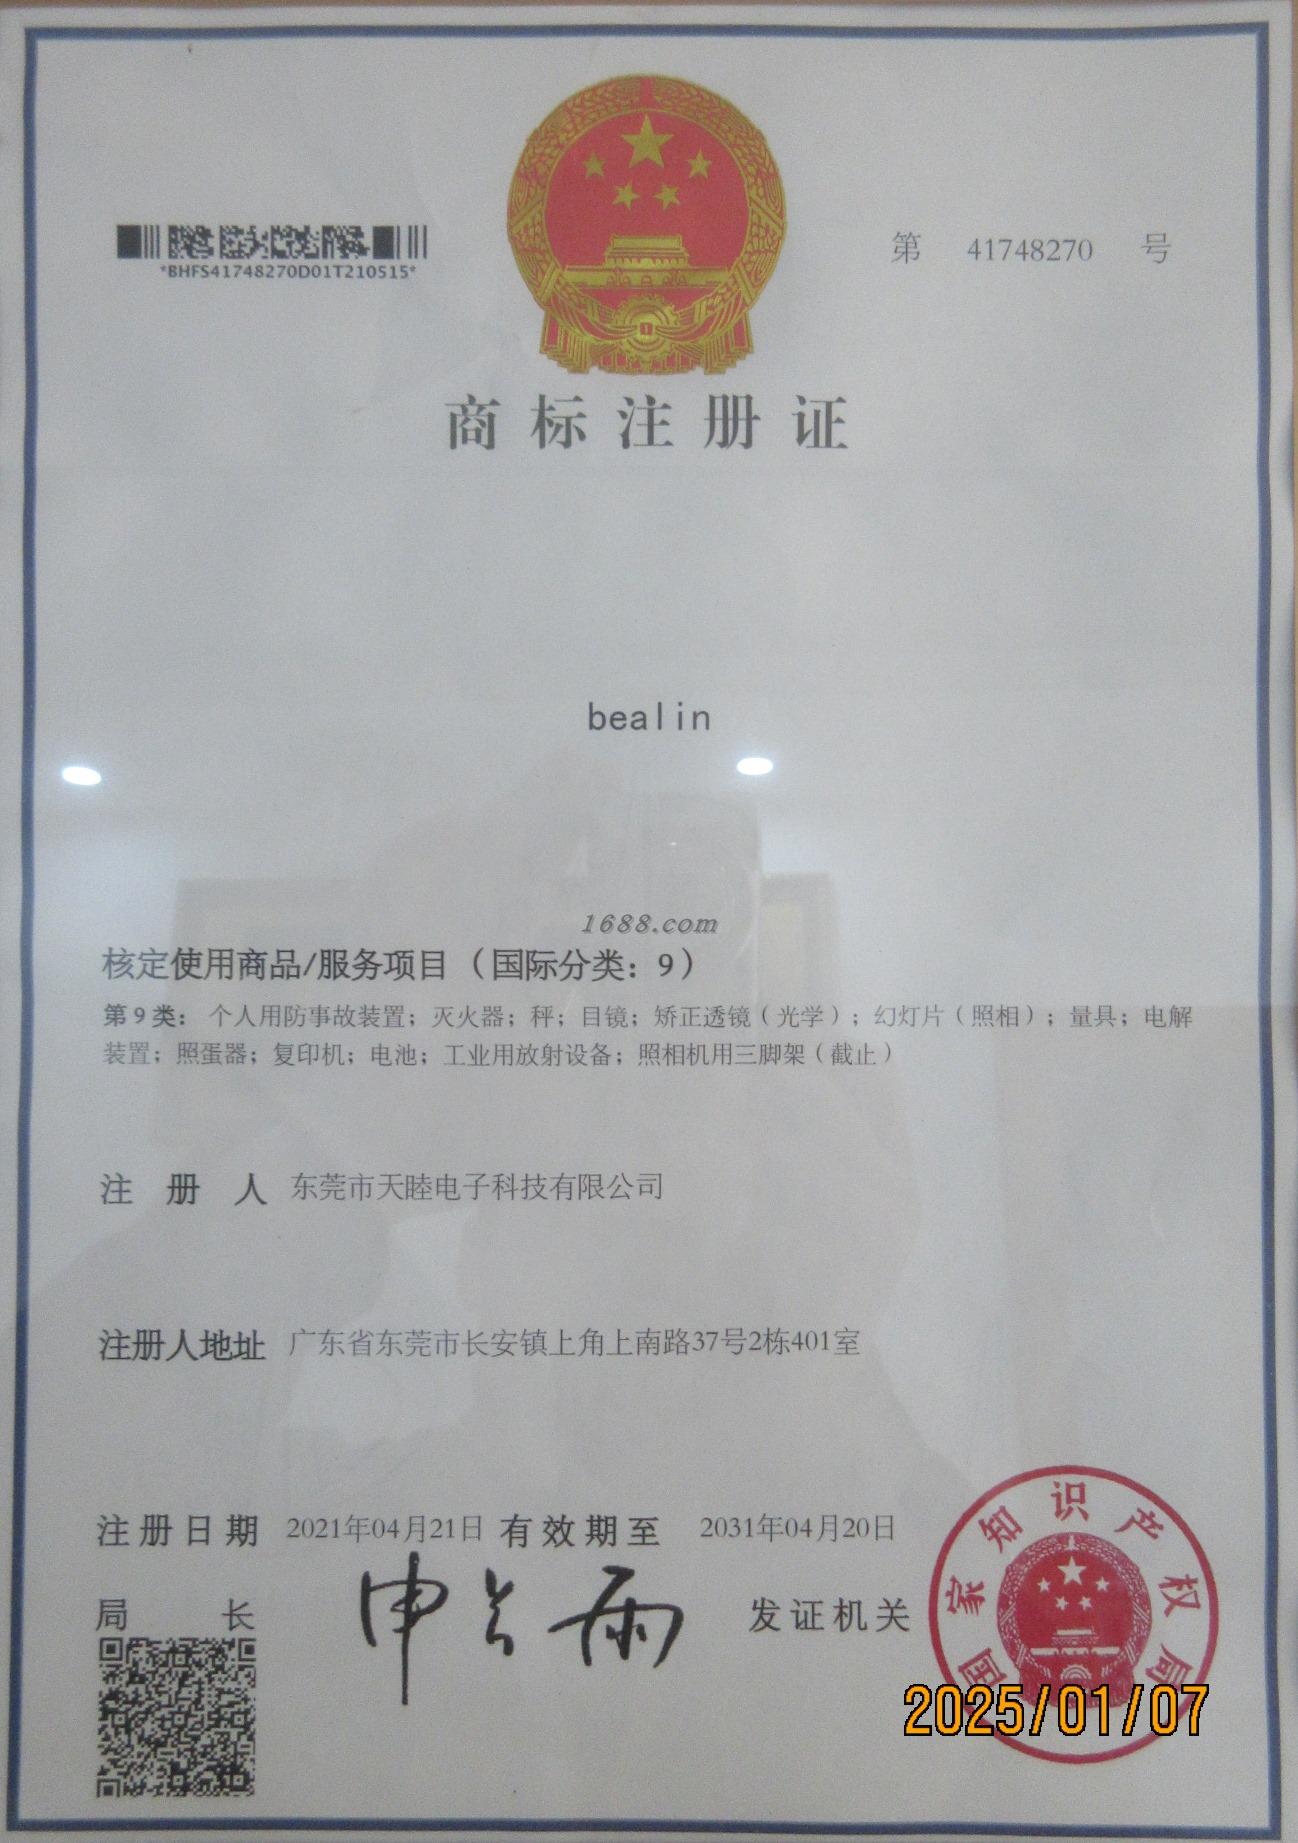 *BHFS41748270D01T210515*
第 41748270 号
商标注册证
bealin
1688.com
核定使用商品/服务项目（国际分类：9）
第9类：个人用防事故装置；灭火器；秤；目镜；矫正透镜（光学）；幻灯片（照相）；量具；电解
装置；照蛋器；复印机；电池；工业用放射设备；照相机用三脚架（截止）
注册人 东莞市天睦电子科技有限公司
注册人地址 广东省东莞市长安镇上角上南路37号2栋401室
注册日期 2021年04月21日 有效期至 2031年04月20日
局长 申长雨 发证机关
国家知识产权局
2025/01/07